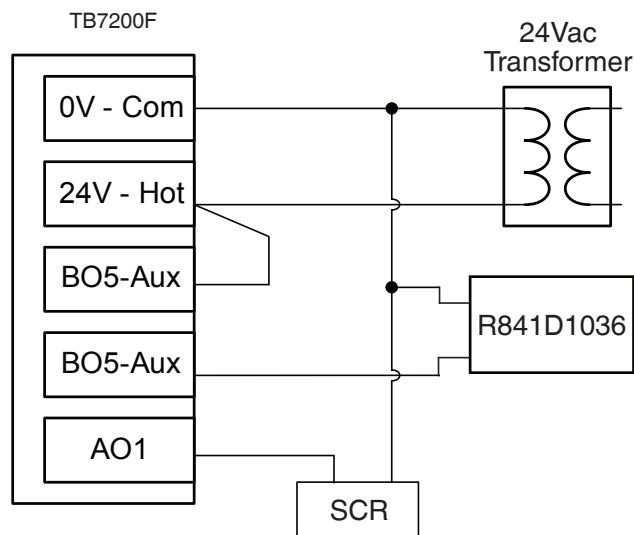 TB7200F
24Vac
Transformer
0V - Com
24V - Hot
BO5-Aux
R841D1036
BO5-Aux
AO1
SCR